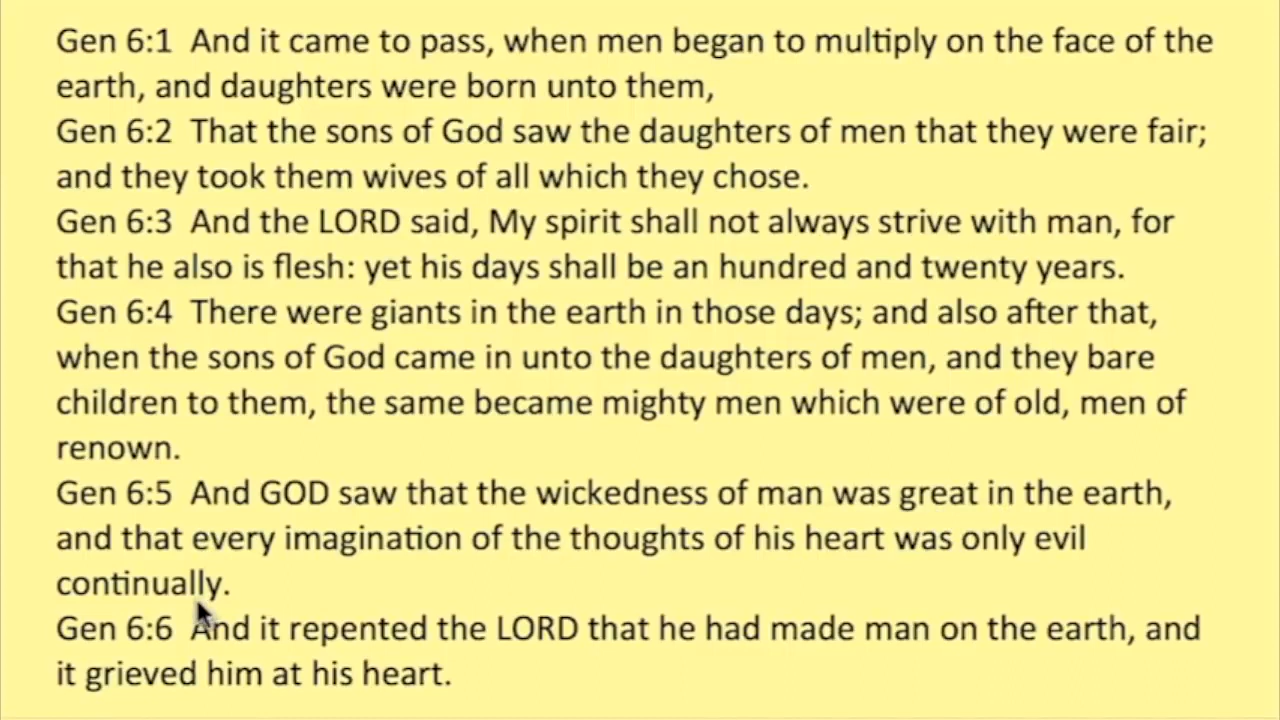 Gen 6:1  And it came to pass, when men began to multiply on the face of the
earth, and daughters were born unto them,
Gen 6:2  That the sons of God saw the daughters of men that they were fair;
and they took them wives of all which they chose.
Gen 6:3  And the LORD said, My spirit shall not always strive with man, for
that he also is flesh: yet his days shall be an hundred and twenty years.
Gen 6:4  There were giants in the earth in those days; and also after that,
when the sons of God came in unto the daughters of men, and they bare
children to them, the same became mighty men which were of old, men of
renown.
Gen 6:5  And GOD saw that the wickedness of man was great in the earth,
and that every imagination of the thoughts of his heart was only evil
continually.
Gen 6:6  And it repented the LORD that he had made man on the earth, and
it grieved him at his heart.